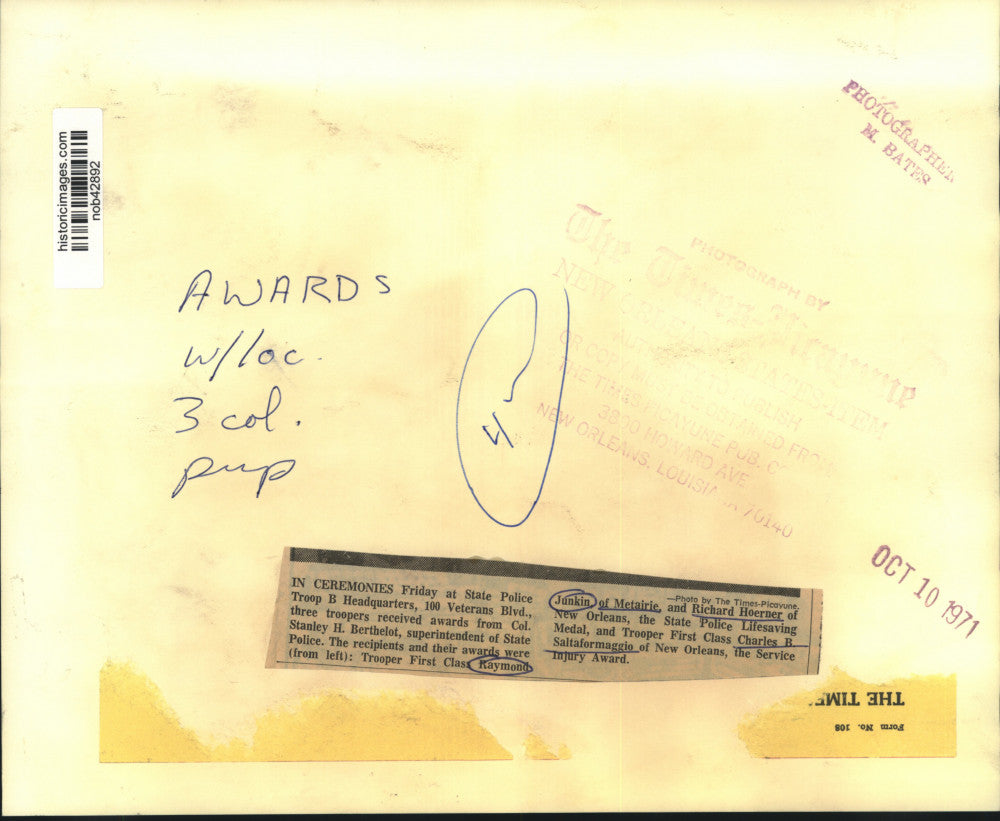 historicimages.com
nob42892
PHOTOGRAPHER
M. BATES
AWARDS
w/loc.
3 col.
pup
45
PHOTOGRAPH BY
The Times-Picayune
NEW ORLEANS STATES-ITEM
PUBLISH
OR COPY MUST BE OBTAINED FROM
THE TIMES PICAYUNE PUB. C
3800 HOWARD AVE
NEW ORLEANS, LOUISIANA 70140
OCT 10 1971
IN CEREMONIES Friday at State Police
Troop B Headquarters, 100 Veterans Blvd.,
three troopers received awards from Col.
Stanley H. Berthelot, superintendent of State
Police. The recipients and their awards were
(from left): Trooper First Class Raymond
—Photo by The Times-Picayune.
Junkin of Metairie, and Richard Hoerner of
New Orleans, the State Police Lifesaving
Medal, and Trooper First Class Charles B.
Saltaformaggio of New Orleans, the Service
Injury Award.
THE TIME
Form No. 108